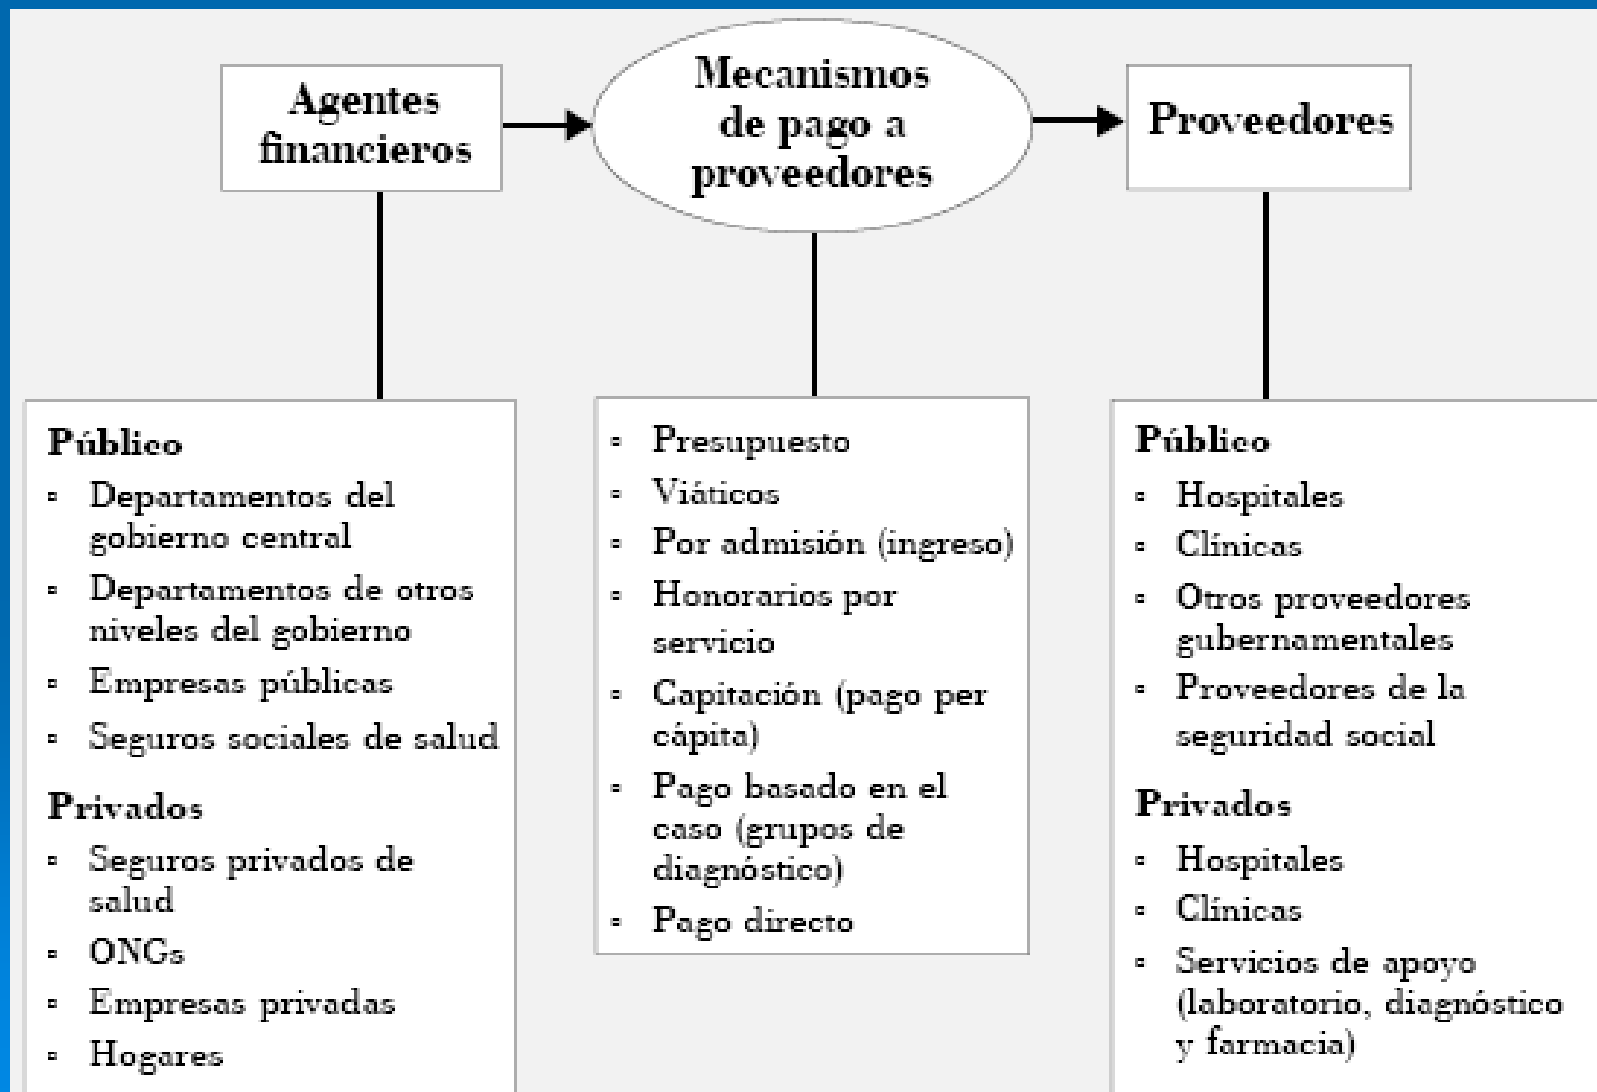 Agentes
financieros
Mecanismos
de pago a
proveedores
Proveedores
Público
▫ Departamentos del
gobierno central
▫ Departamentos de otros
niveles del gobierno
▫ Empresas públicas
▫ Seguros sociales de salud
Privados
▫ Seguros privados de
salud
▫ ONGs
▫ Empresas privadas
▫ Hogares
▫ Presupuesto
▫ Viáticos
▫ Por admisión (ingreso)
▫ Honorarios por
servicio
▫ Capitación (pago per
cápita)
▫ Pago basado en el
caso (grupos de
diagnóstico)
▫ Pago directo
Público
▫ Hospitales
▫ Clínicas
▫ Otros proveedores
gubernamentales
▫ Proveedores de la
seguridad social
Privados
▫ Hospitales
▫ Clínicas
▫ Servicios de apoyo
(laboratorio, diagnóstico
y farmacia)